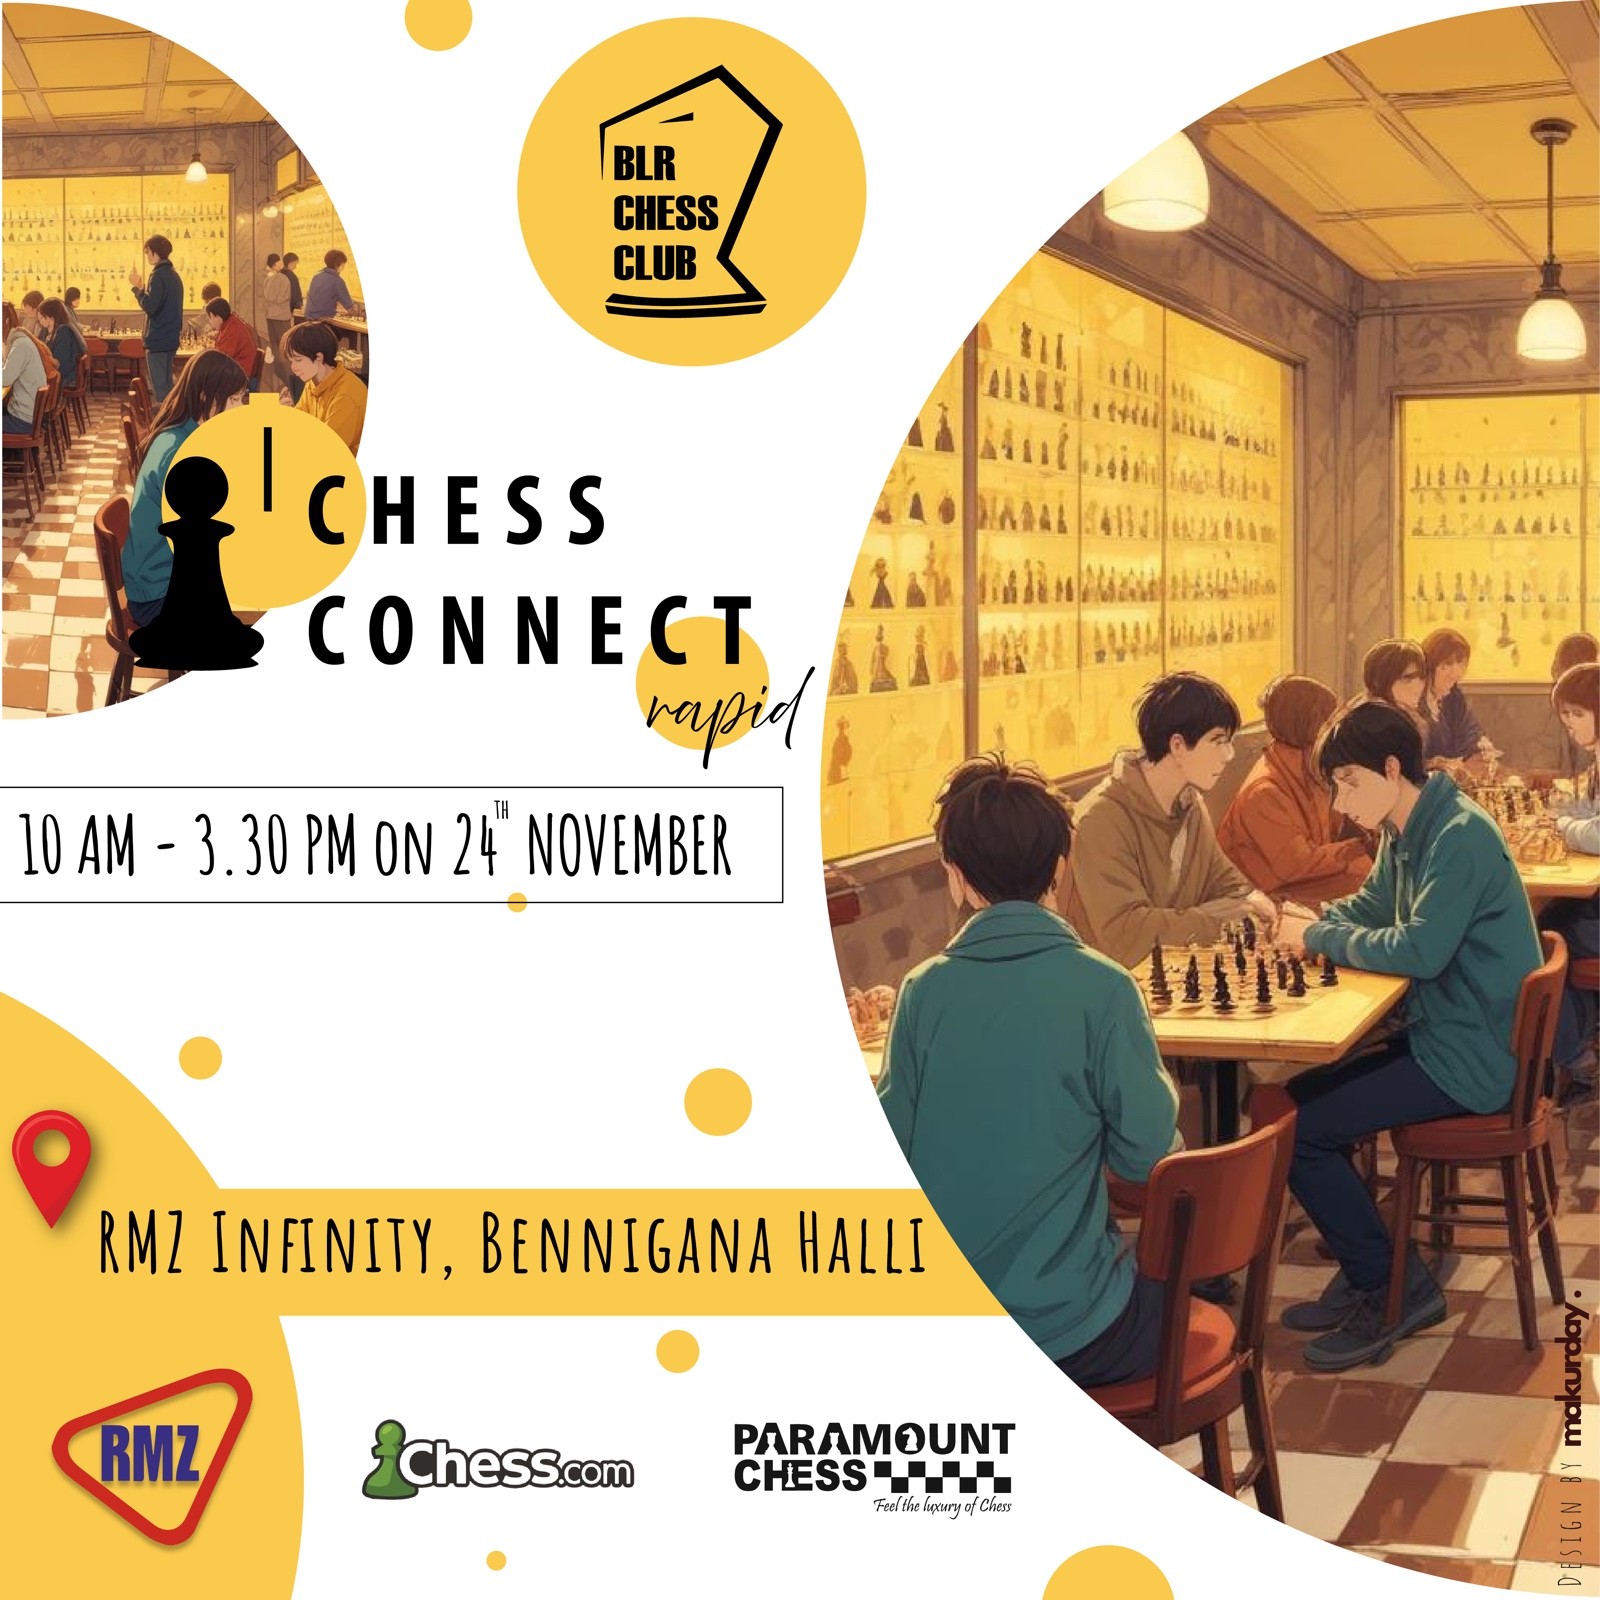 BLR
CHESS
CLUB
CHESS
CONNECT
rapid
10 AM - 3.30 PM on 24TH NOVEMBER
RMZ Infinity, Bennigana Halli
RMZ
Chess.com
PARAMOUNT
CHESS
Feel the luxury of Chess
DESIGN BY makurday.